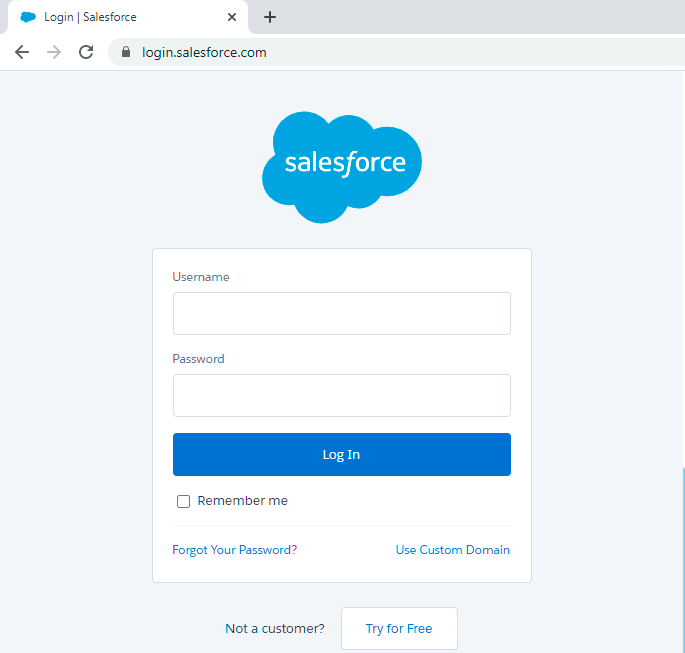 Login | Salesforce
login.salesforce.com
salesforce
Username
Password
Log In
Remember me
Forgot Your Password? Use Custom Domain
Not a customer? Try for Free